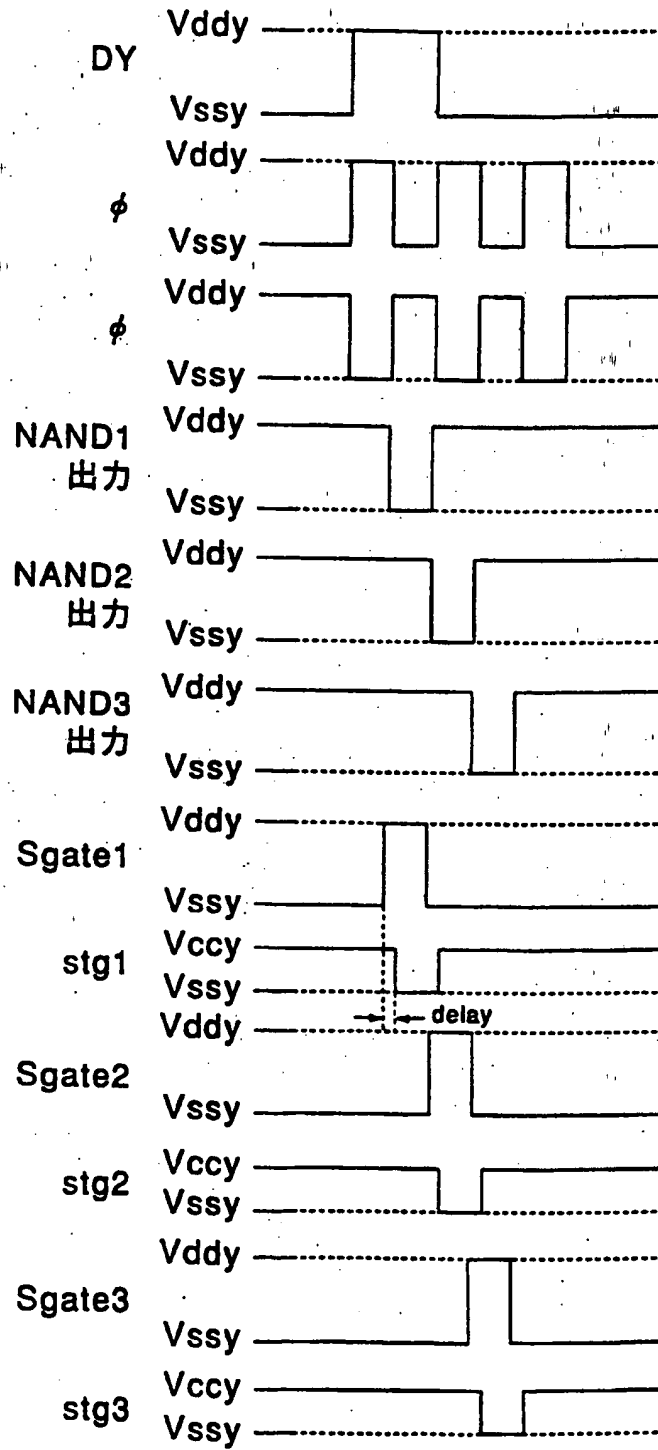 Vddy
DY
Vssy
Vddy
ϕ
Vssy
Vddy
ϕ
Vssy
Vddy
NAND1
出力
Vssy
Vddy
NAND2
出力
Vssy
Vddy
NAND3
出力
Vssy
Vddy
Sgate1
Vssy
Vccy
stg1
Vssy
delay
Vddy
Sgate2
Vssy
Vccy
stg2
Vssy
Vddy
Sgate3
Vssy
Vccy
stg3
Vssy